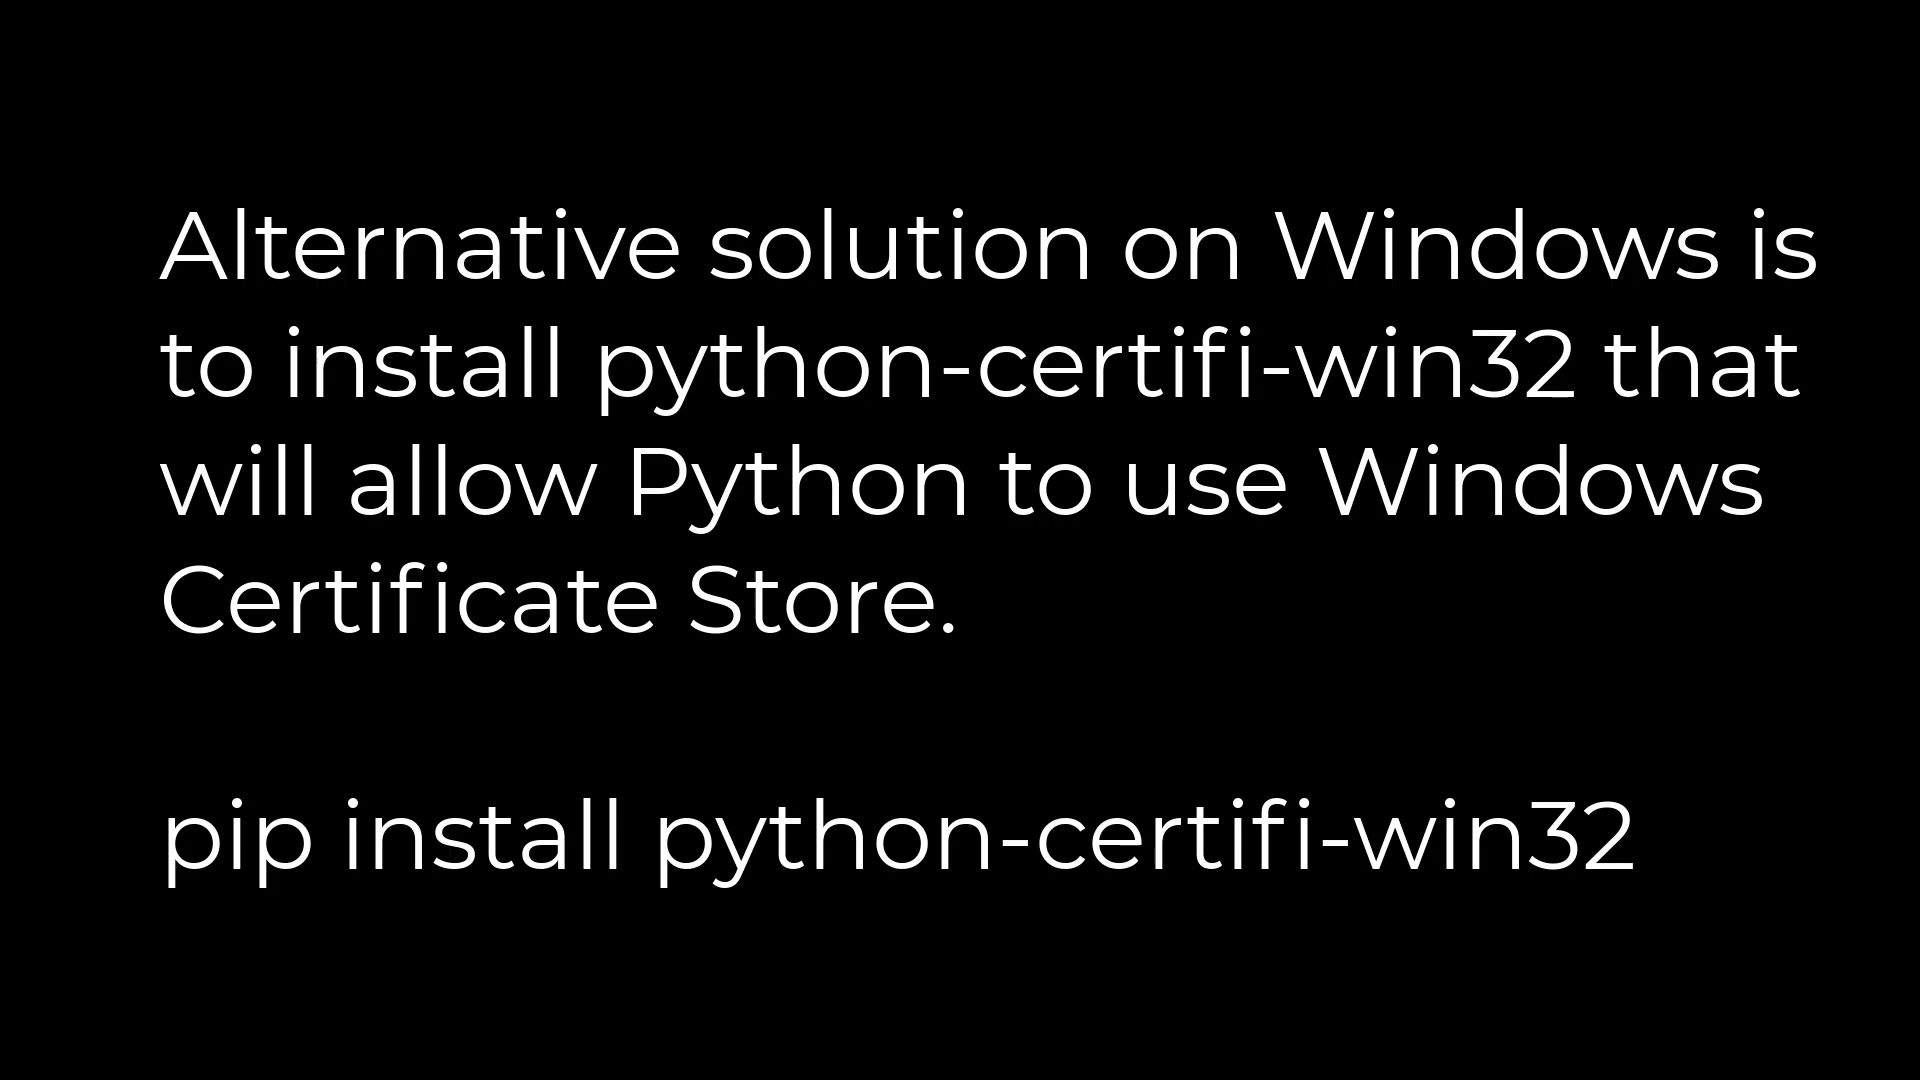 Alternative solution on Windows is
to install python-certifi-win32 that
will allow Python to use Windows
Certificate Store.
pip install python-certifi-win32